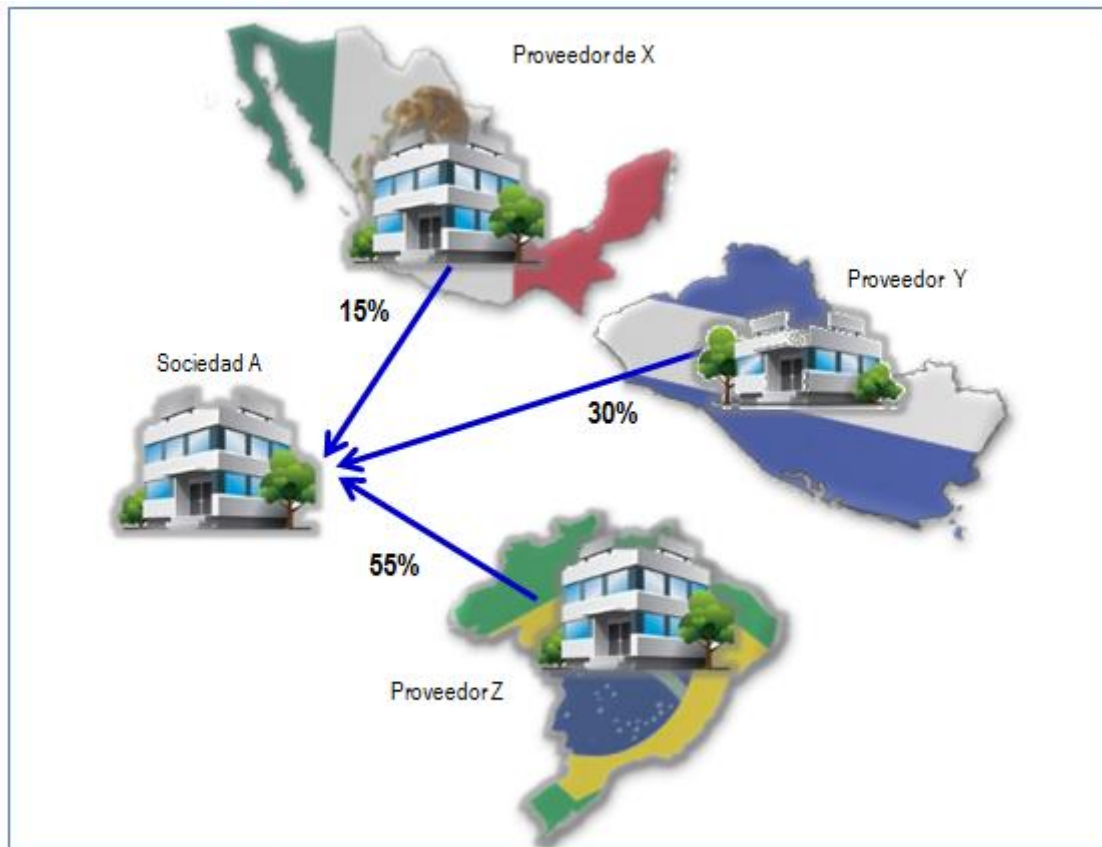 Proveedor de X
Proveedor Y
15%
Sociedad A
30%
55%
Proveedor Z